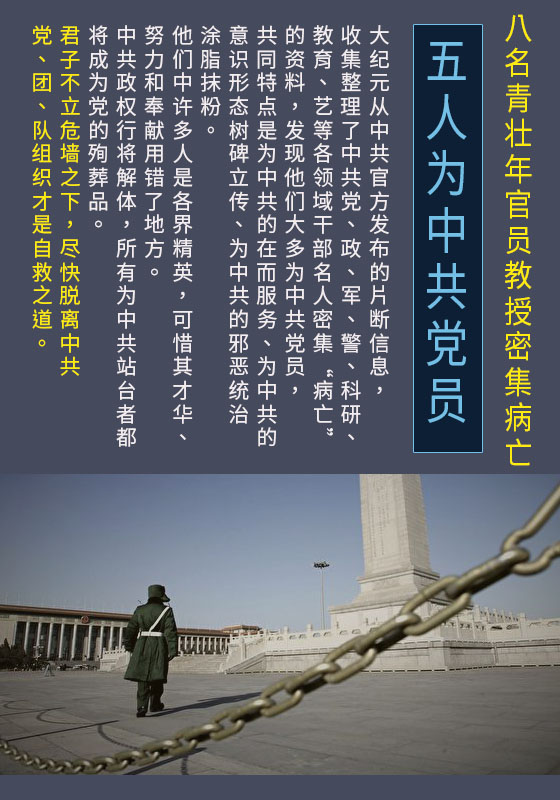 八名青壮年官员教授密集病亡
五人为中共党员
大纪元从中共官方发布的片断信息，
收集整理了中共党、政、军、警、科研、
教育、艺等各领域干部名人密集“病亡”
的资料，发现他们大多为中共党员，
共同特点是为中共的在而服务、为中共的
意识形态树碑立传、为中共的邪恶统治
涂脂抹粉。
他们中许多人是各界精英，可惜其才华、
努力和奉献用错了地方。
中共政权行将解体，所有为中共站台者都
将成为党的殉葬品。
君子不立危墙之下，尽快脱离中共
党、团、队组织才是自救之道。